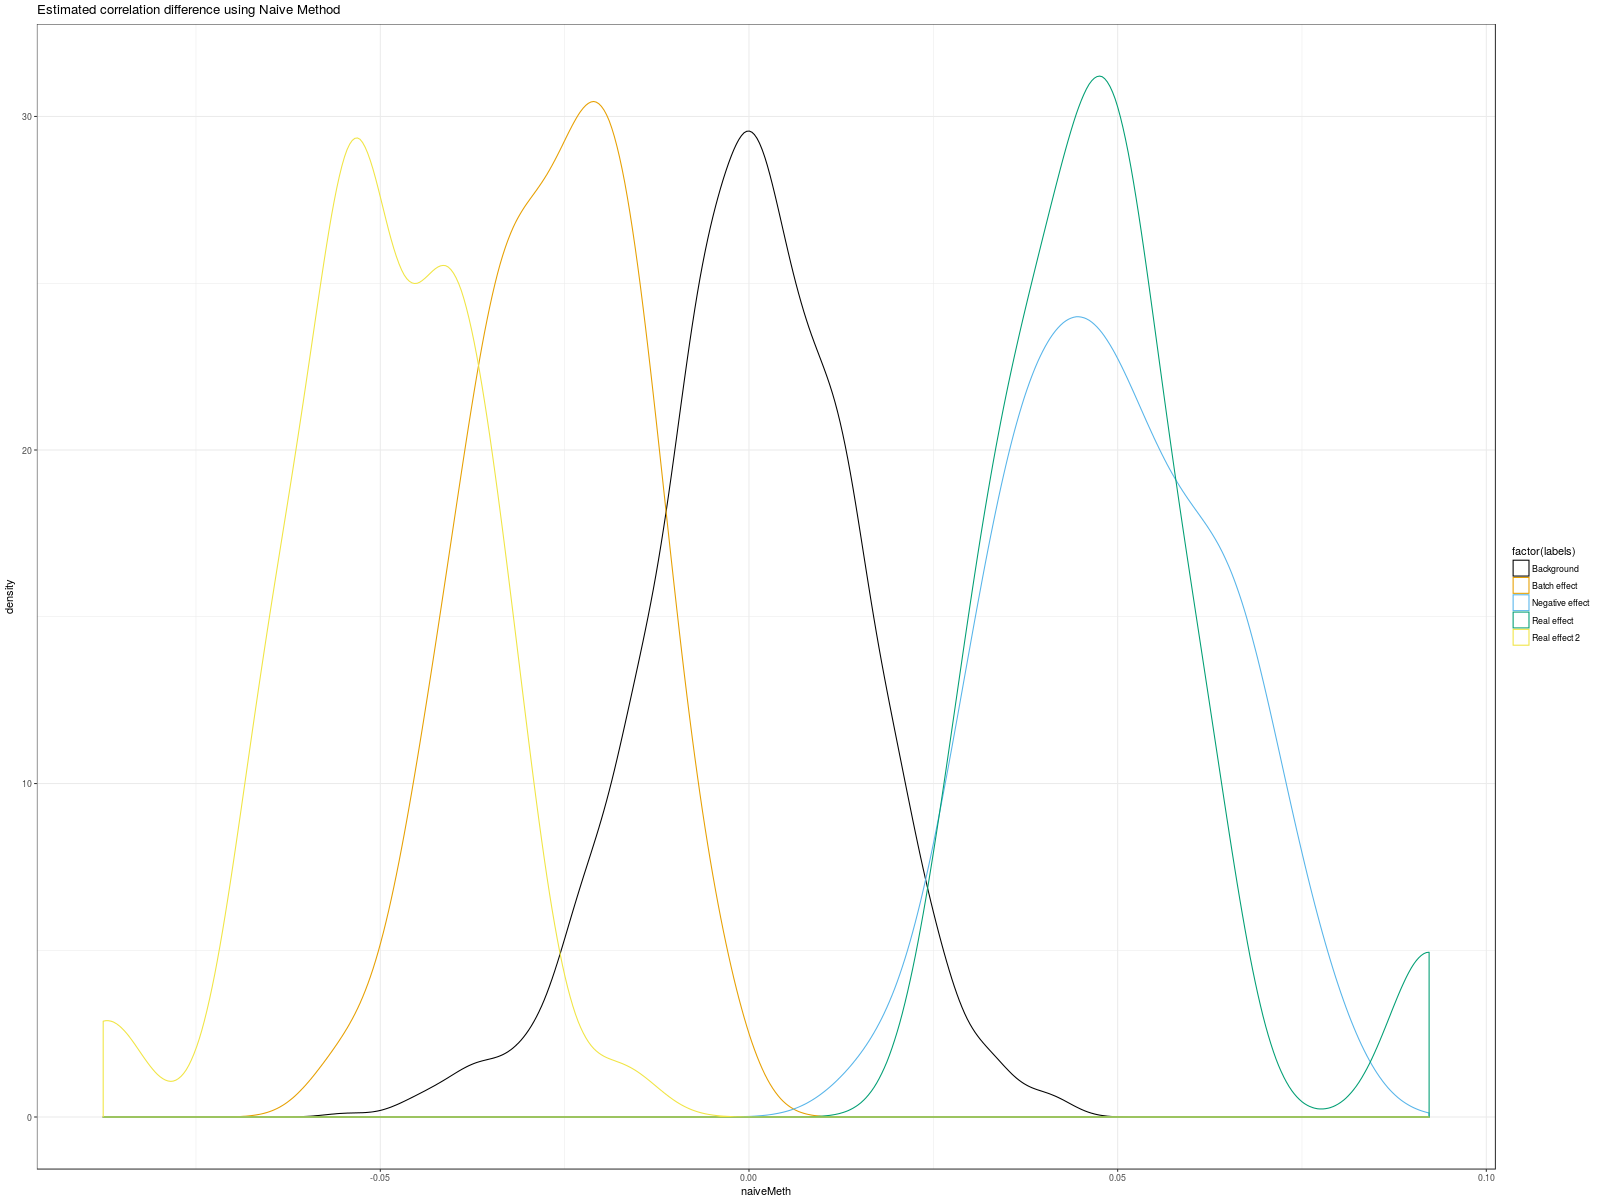 Estimated correlation difference using Naive Method
density
30
20
10
0
-0.05
0.00
0.05
0.10
naiveMeth
factor(labels)
Background
Batch effect
Negative effect
Real effect
Real effect 2